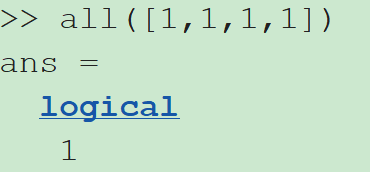 >> all([1,1,1,1])
ans =
logical
1